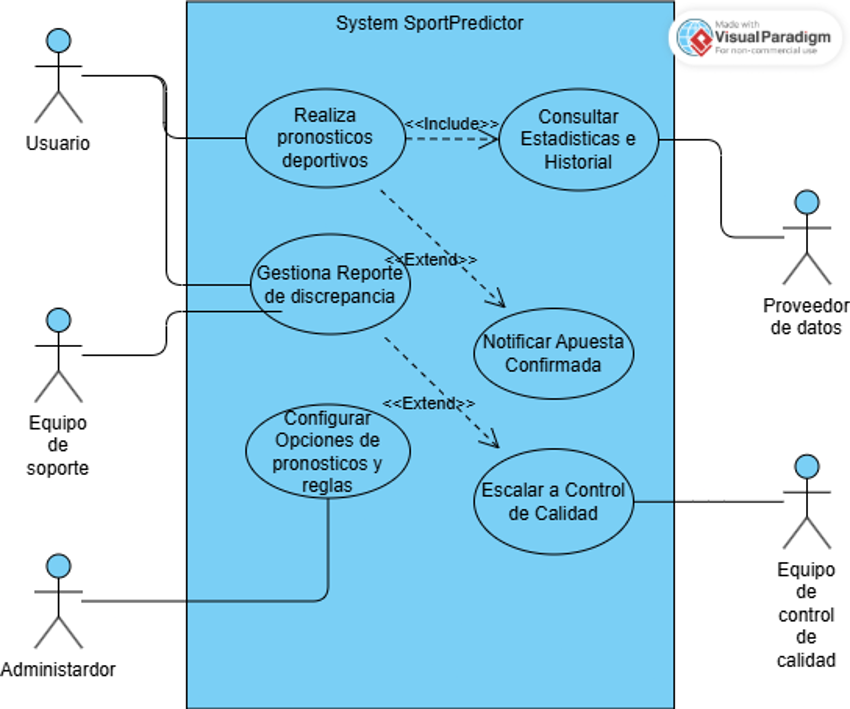 System SportPredictor
Made with
VisualParadigm
For non-commercial use
Usuario
Realiza
pronosticos
deportivos
<<Include>>
Consultar
Estadisticas e
Historial
<<Extend>>
Gestiona Reporte
de discrepancia
Proveedor
de datos
Notificar Apuesta
Confirmada
Equipo
de
soporte
<<Extend>>
Configurar
Opciones de
pronosticos y
reglas
Escalar a Control
de Calidad
Equipo
de
control
de
calidad
Administardor